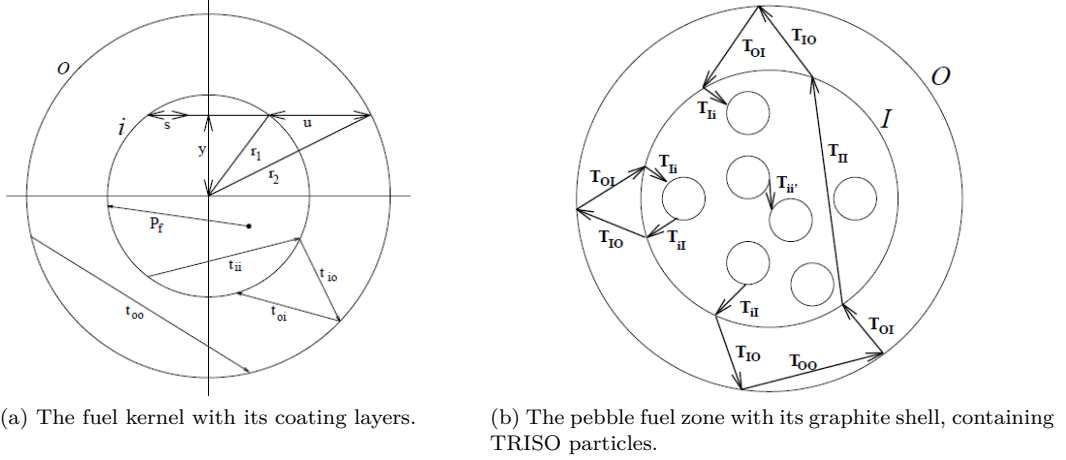 O
i
s
u
y
r1
r2
Pf
tii
tio
toi
too
TIO
TOI
O
TIi
I
TII
TIi
TOI
Tii'
TIO
TiI
TiI
TOI
TIO
TOO
(a) The fuel kernel with its coating layers.
(b) The pebble fuel zone with its graphite shell, containing
TRISO particles.